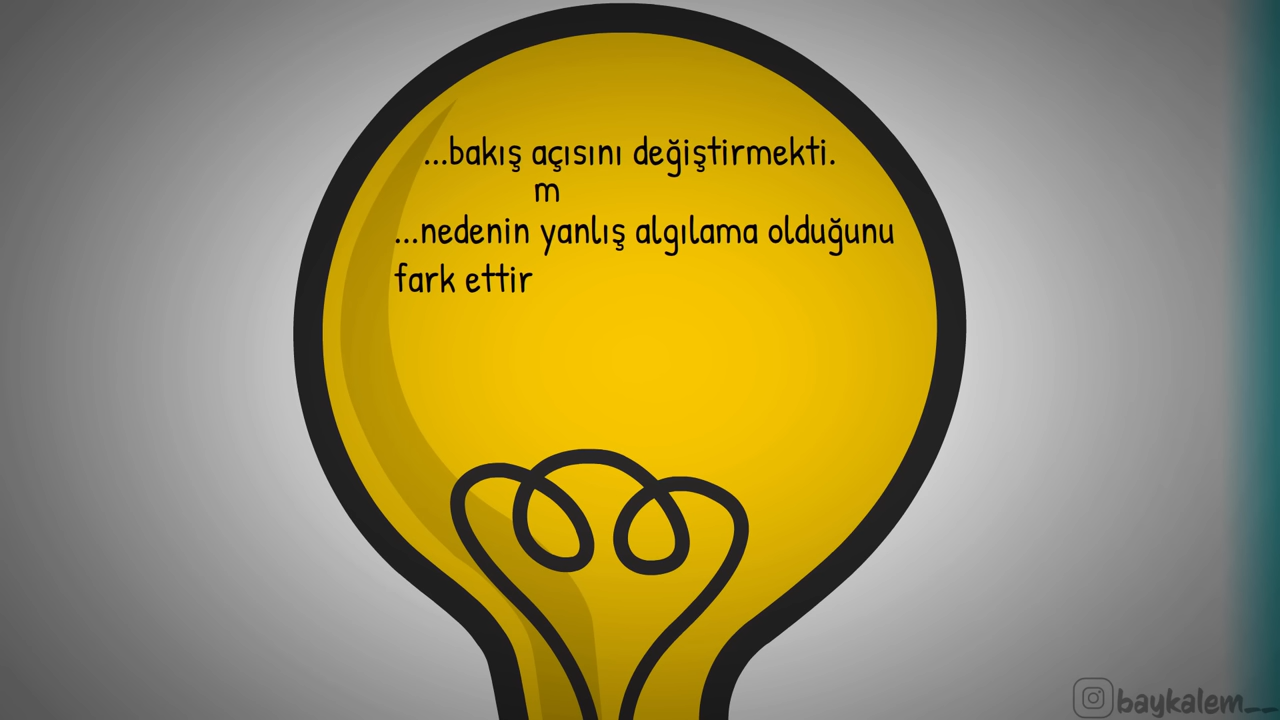 ...bakış açısını değiştirmekti.
m
...nedenin yanlış algılama olduğunu
fark ettir
baykalem__